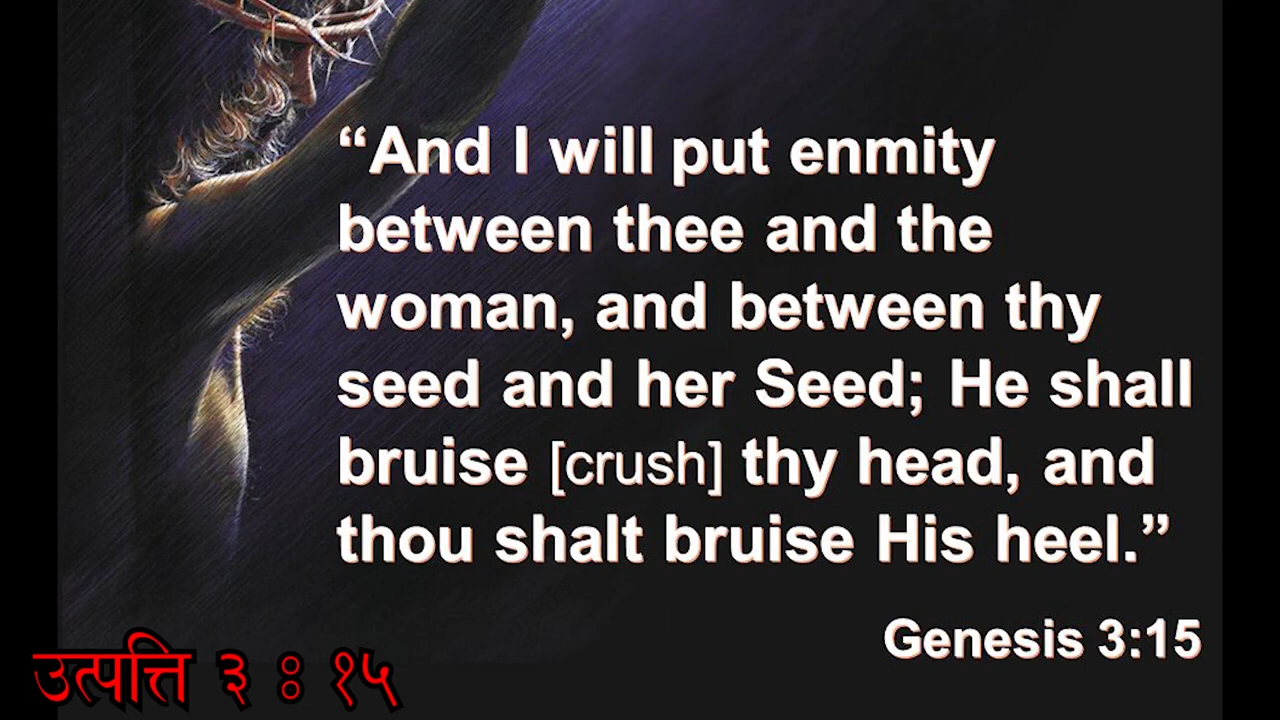 “And I will put enmity
between thee and the
woman, and between thy
seed and her Seed; He shall
bruise [crush] thy head, and
thou shalt bruise His heel.”
Genesis 3:15
उत्पत्ति ३ : १५